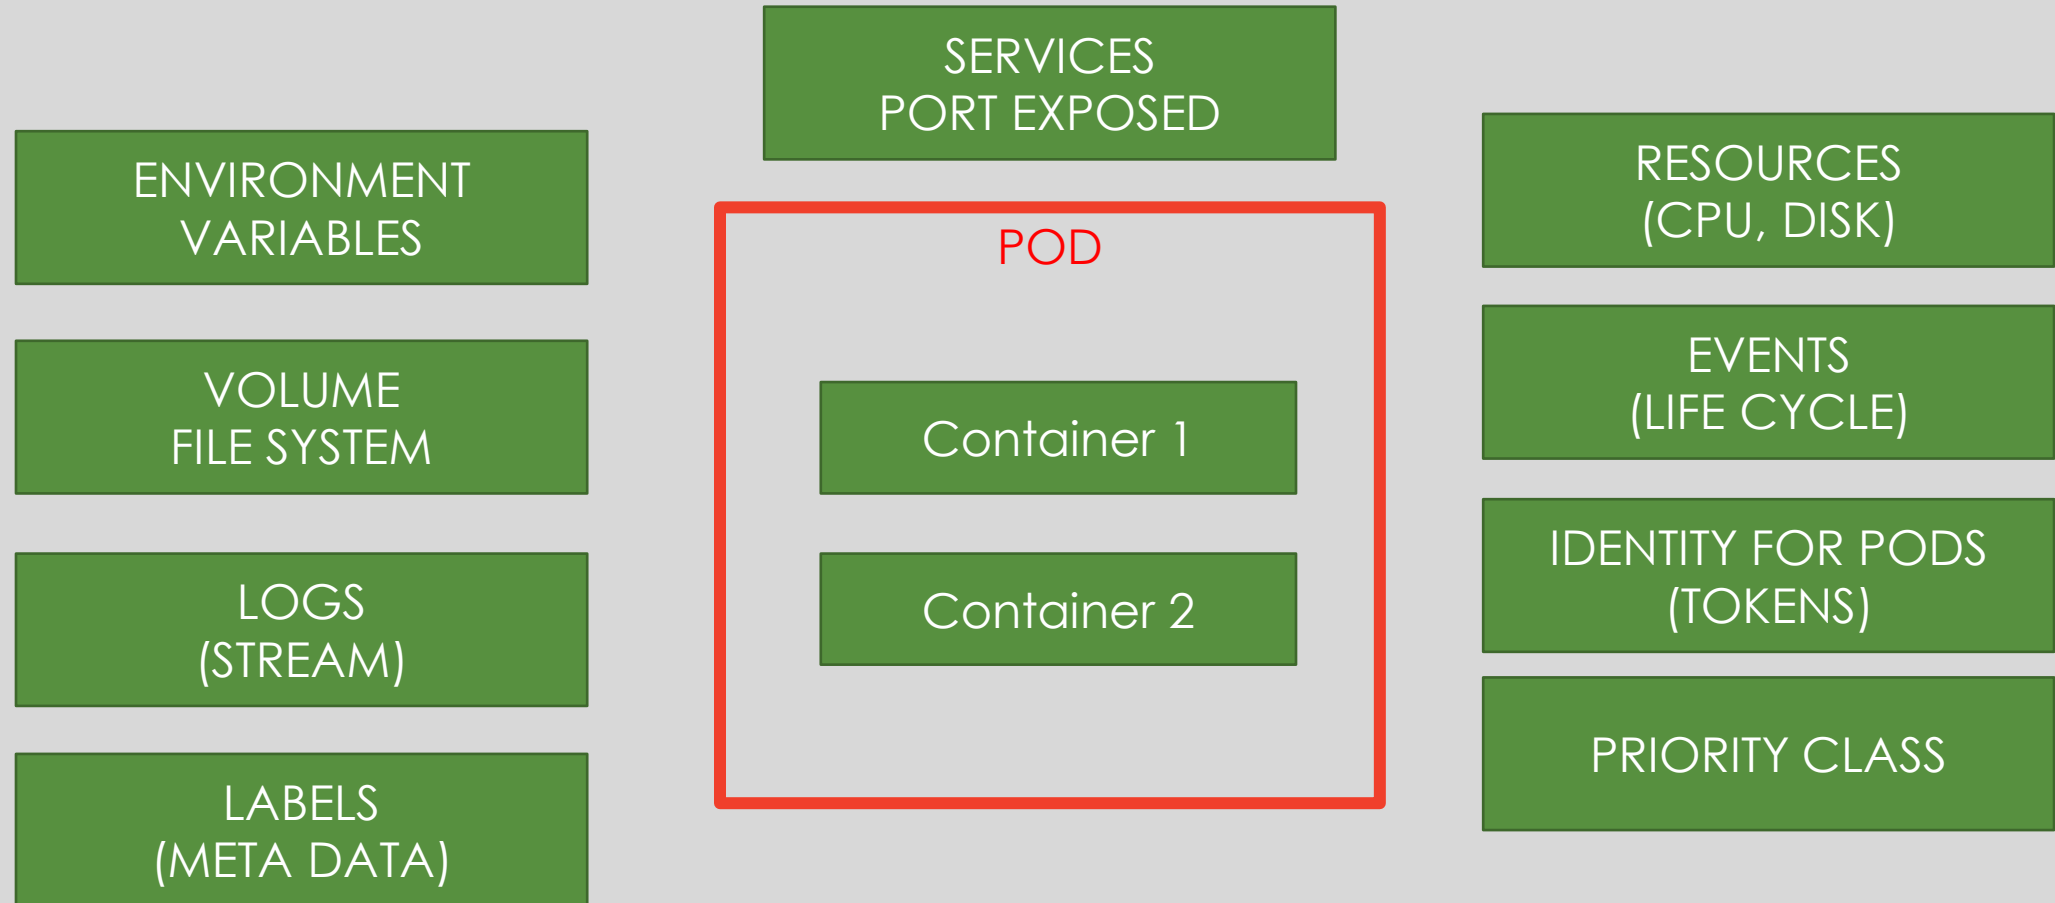 SERVICES
PORT EXPOSED
ENVIRONMENT
VARIABLES
VOLUME
FILE SYSTEM
LOGS
(STREAM)
LABELS
(META DATA)
POD
Container 1
Container 2
RESOURCES
(CPU, DISK)
EVENTS
(LIFE CYCLE)
IDENTITY FOR PODS
(TOKENS)
PRIORITY CLASS